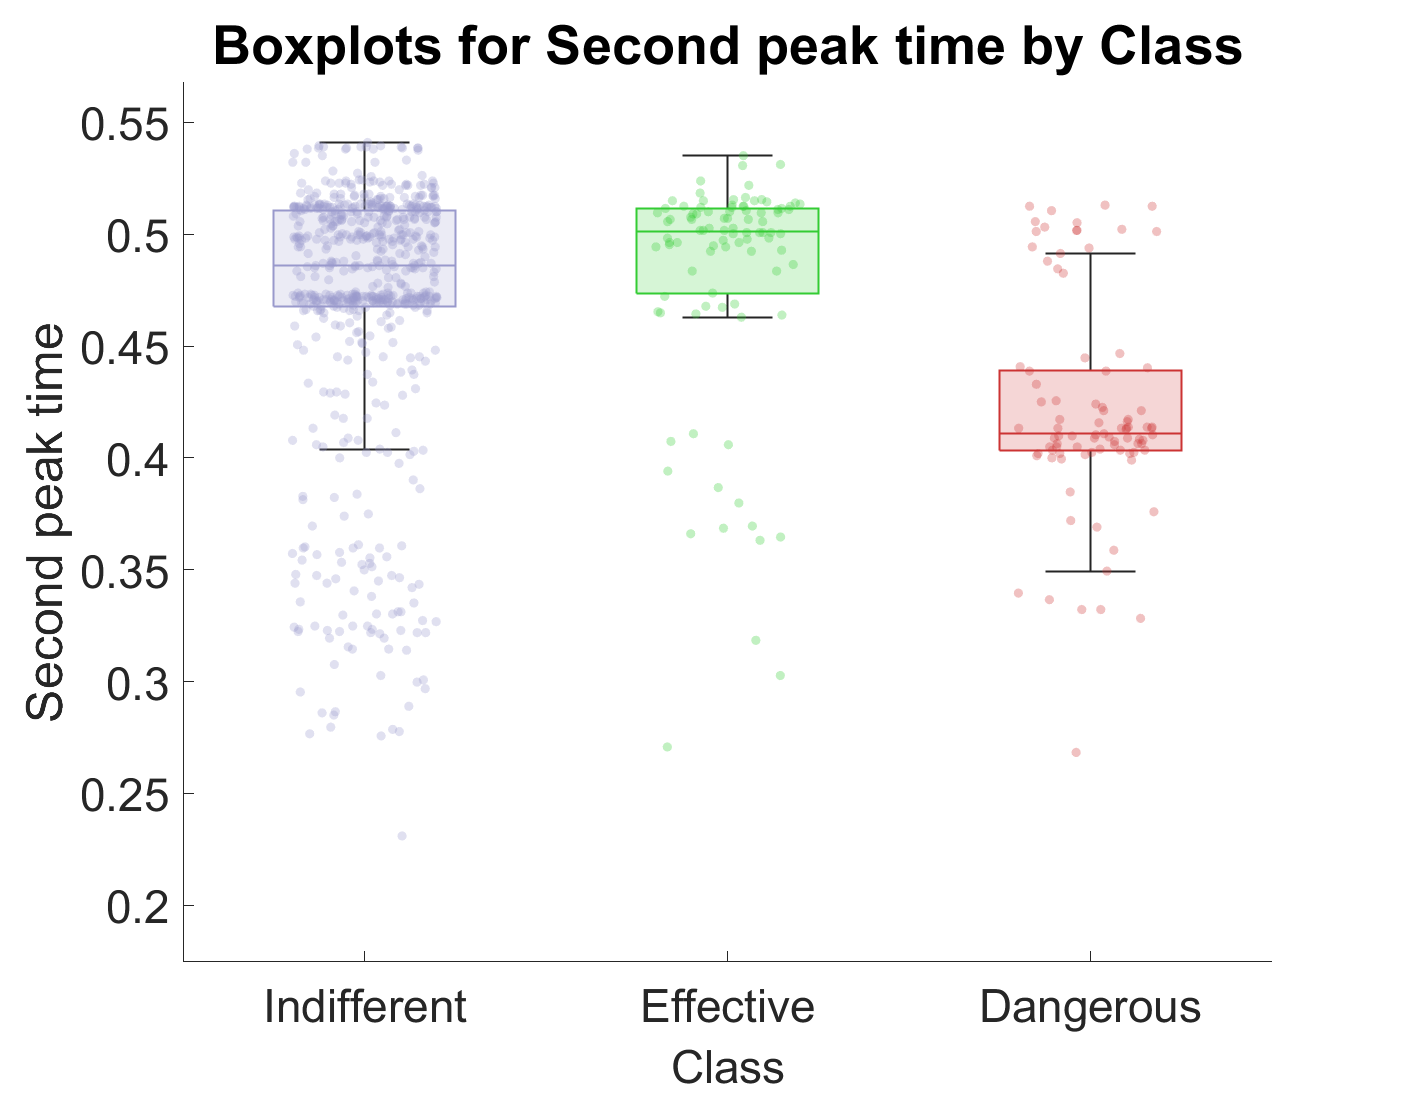 Boxplots for Second peak time by Class
Second peak time
0.55
0.5
0.45
0.4
0.35
0.3
0.25
0.2
Indifferent Effective Dangerous
Class